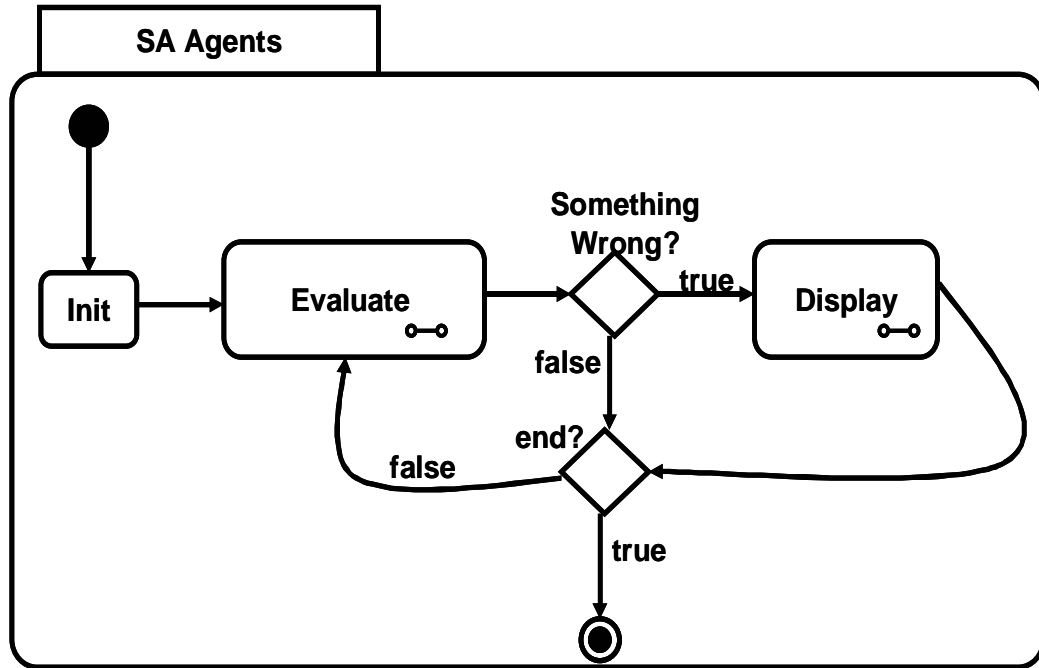 SA Agents
Something
Wrong?
Init
Evaluate
true
Display
false
end?
false
true